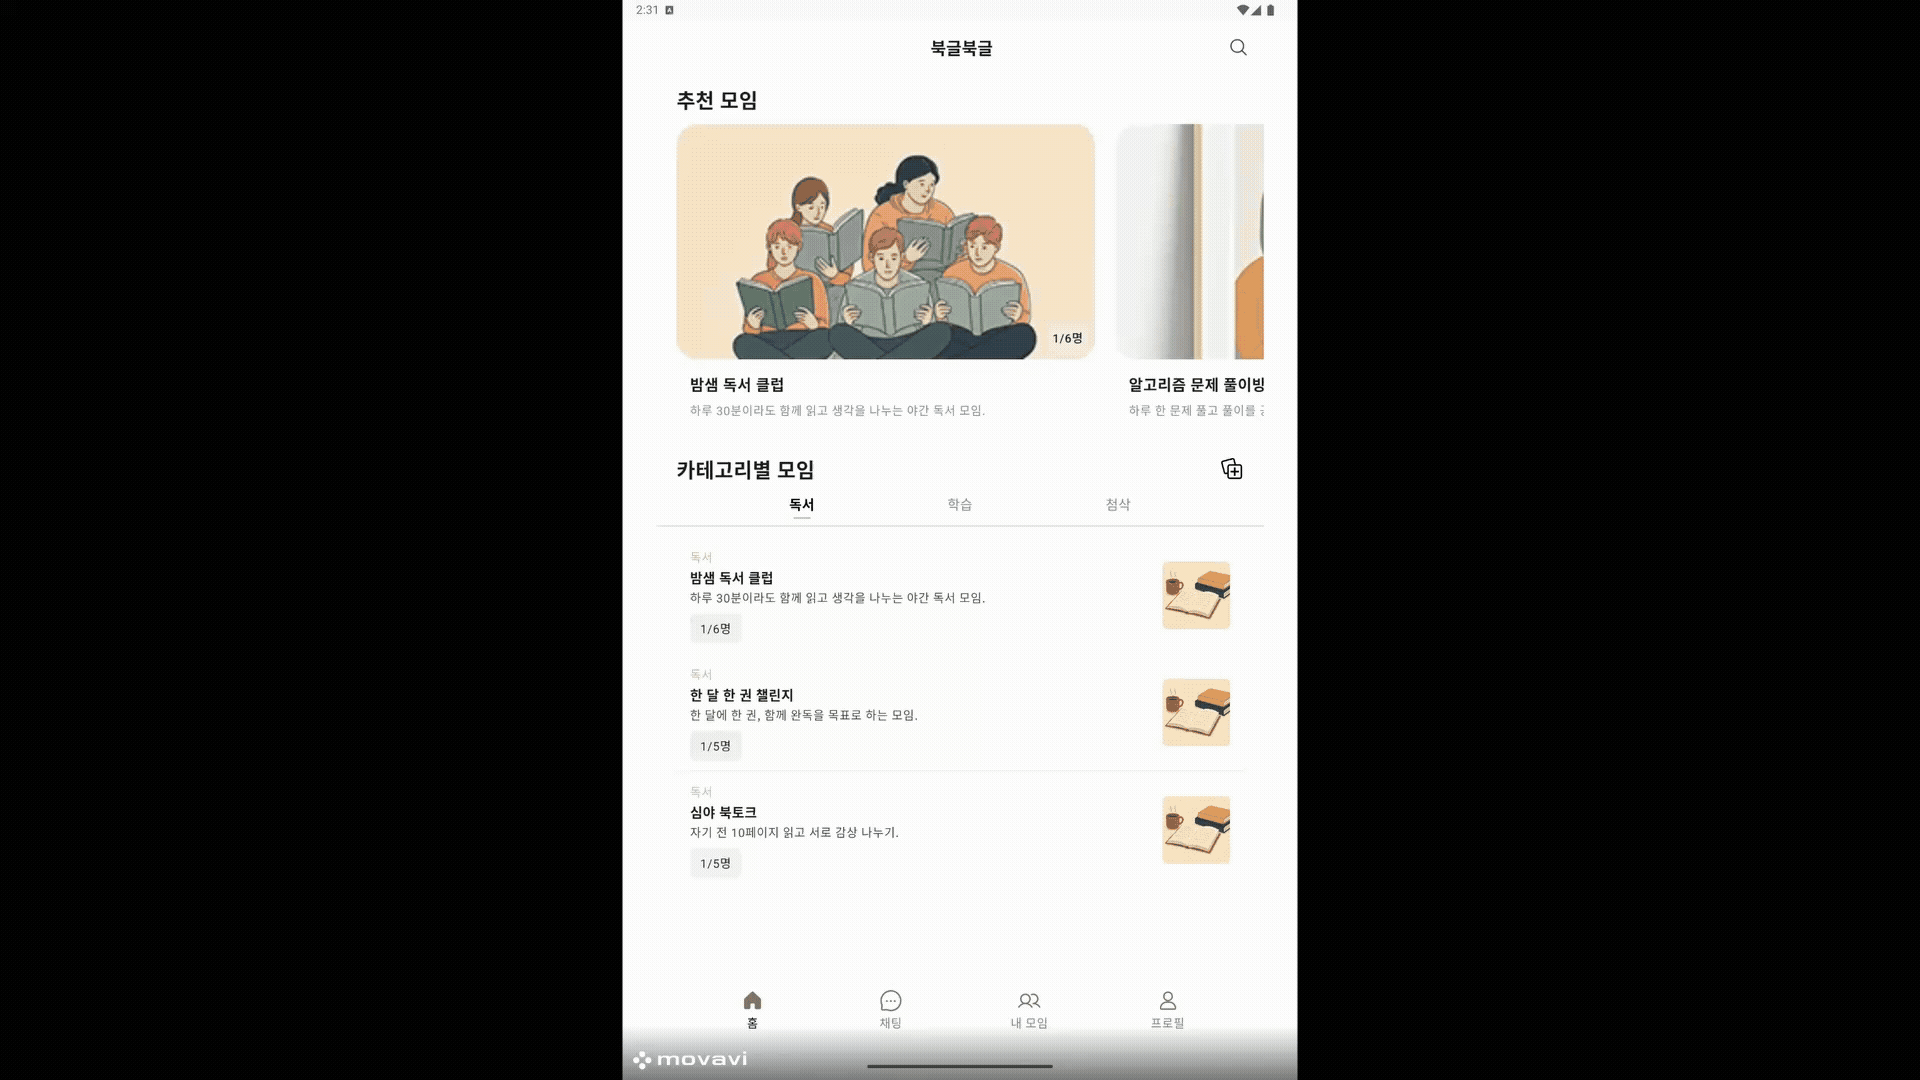 2:31
북글북글
추천 모임
1/6명
밤샘 독서 클럽
하루 30분이라도 함께 읽고 생각을 나누는 야간 독서 모임.
알고리즘 문제 풀이방
하루 한 문제 풀고 풀이를
카테고리별 모임
독서 학습 첨삭
독서
밤샘 독서 클럽
하루 30분이라도 함께 읽고 생각을 나누는 야간 독서 모임.
1/6명
독서
한 달 한 권 챌린지
한 달에 한 권, 함께 완독을 목표로 하는 모임.
1/5명
독서
심야 북토크
자기 전 10페이지 읽고 서로 감상 나누기.
1/5명
홈 채팅 내 모임 프로필
movavi